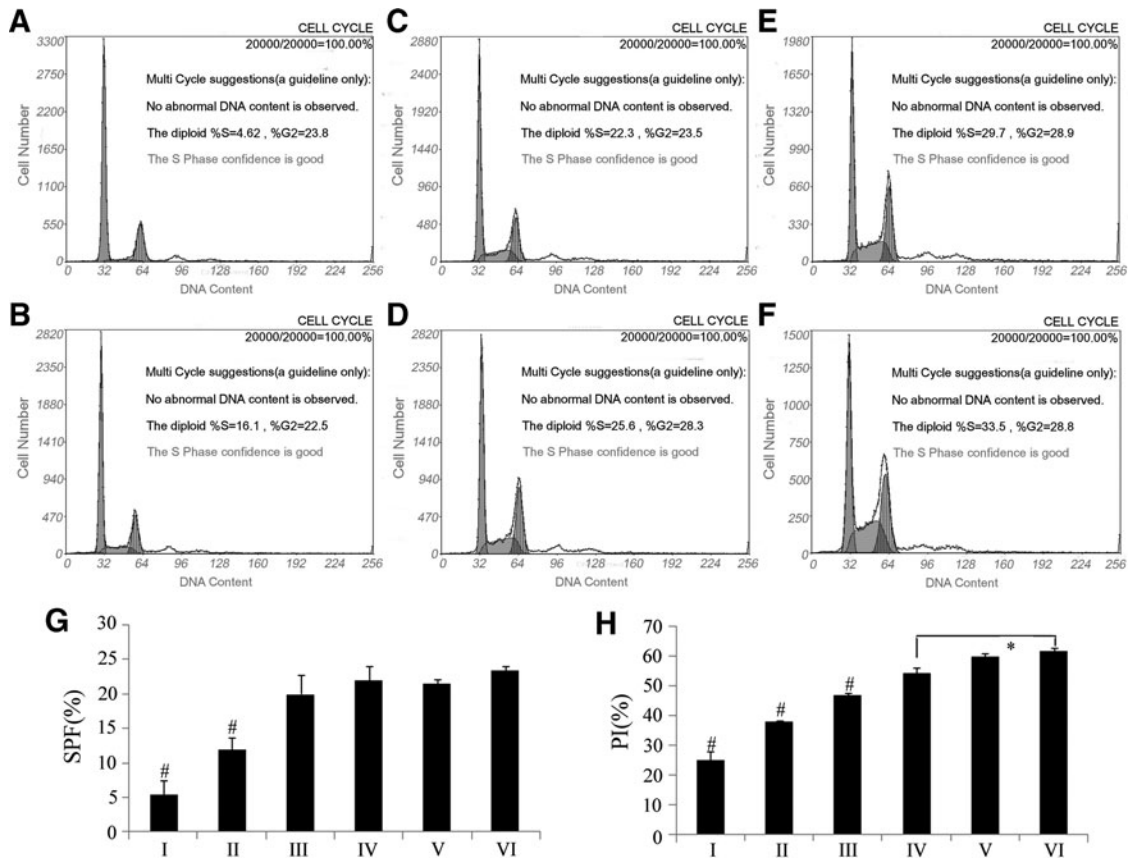 A
CELL CYCLE
20000/20000=100.00%
Multi Cycle suggestions(a guideline only):
No abnormal DNA content is observed.
The diploid %S=4.62 , %G2=23.8
The S Phase confidence is good
Cell Number
3300
2750
2200
1650
1100
550
0
0 32 64 96 128 160 192 224 256
DNA Content
C
CELL CYCLE
20000/20000=100.00%
Multi Cycle suggestions(a guideline only):
No abnormal DNA content is observed.
The diploid %S=22.3 , %G2=23.5
The S Phase confidence is good
Cell Number
2880
2400
1920
1440
960
480
0
0 32 64 96 128 160 192 224 256
DNA Content
E
CELL CYCLE
20000/20000=100.00%
Multi Cycle suggestions(a guideline only):
No abnormal DNA content is observed.
The diploid %S=29.7 , %G2=28.9
The S Phase confidence is good
Cell Number
1980
1650
1320
990
660
330
0
0 32 64 96 128 160 192 224 256
DNA Content
B
CELL CYCLE
20000/20000=100.00%
Multi Cycle suggestions(a guideline only):
No abnormal DNA content is observed.
The diploid %S=16.1 , %G2=22.5
The S Phase confidence is good
Cell Number
2820
2350
1880
1410
940
470
0
0 32 64 96 128 160 192 224 256
DNA Content
D
CELL CYCLE
20000/20000=100.00%
Multi Cycle suggestions(a guideline only):
No abnormal DNA content is observed.
The diploid %S=25.6 , %G2=28.3
The S Phase confidence is good
Cell Number
2820
2350
1880
1410
940
470
0
0 32 64 96 128 160 192 224 256
DNA Content
F
CELL CYCLE
20000/20000=100.00%
Multi Cycle suggestions(a guideline only):
No abnormal DNA content is observed.
The diploid %S=33.5 , %G2=28.8
The S Phase confidence is good
Cell Number
1500
1250
1000
750
500
250
0
0 32 64 96 128 160 192 224 256
DNA Content
G
SPF(%)
30
25
20
15
10
5
0
# #
I II III IV V VI
H
PI(%)
70
60
50
40
30
20
10
0
# # # *
I II III IV V VI